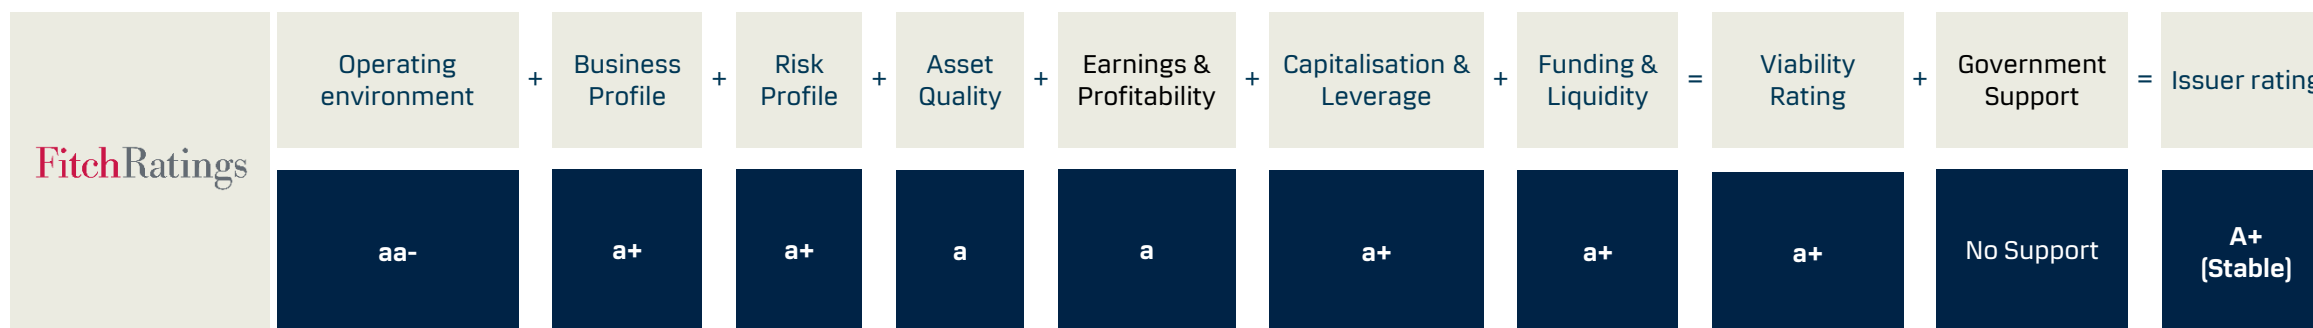 FitchRatings
Operating
environment
+
Business
Profile
+
Risk
Profile
+
Asset
Quality
+
Earnings &
Profitability
+
Capitalisation &
Leverage
+
Funding &
Liquidity
=
Viability
Rating
+
Government
Support
=
Issuer rating
aa-
a+
a+
a
a
a+
a+
a+
No Support
A+
(Stable)